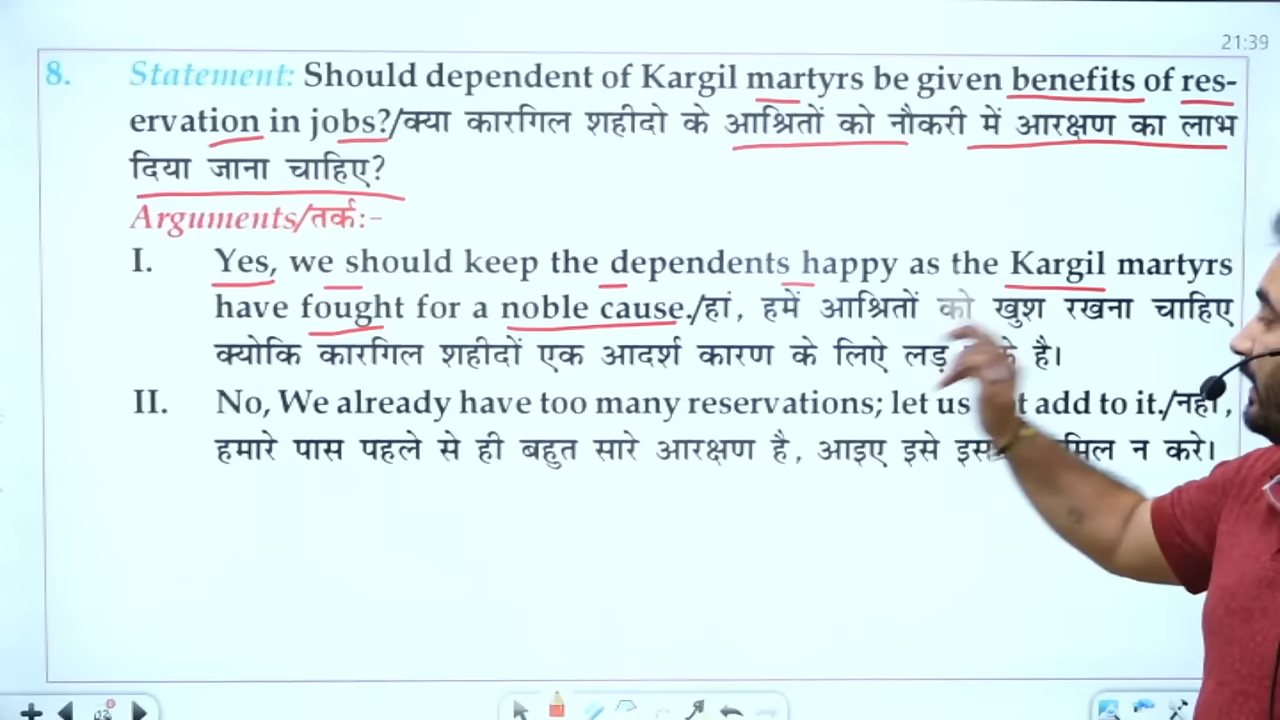 21:39
8. Statement: Should dependent of Kargil martyrs be given benefits of res-
ervation in jobs?/क्या कारगिल शहीदो के आश्रितों को नौकरी में आरक्षण का लाभ
दिया जाना चाहिए?
Arguments/तर्क:-
I. Yes, we should keep the dependents happy as the Kargil martyrs
have fought for a noble cause./हां, हमें आश्रितों को खुश रखना चाहिए
क्योकि कारगिल शहीदों एक आदर्श कारण के लिऐ लड़ है।
II. No, We already have too many reservations; let us add to it./नहीं,
हमारे पास पहले से ही बहुत सारे आरक्षण है, आइए इसे न करे।